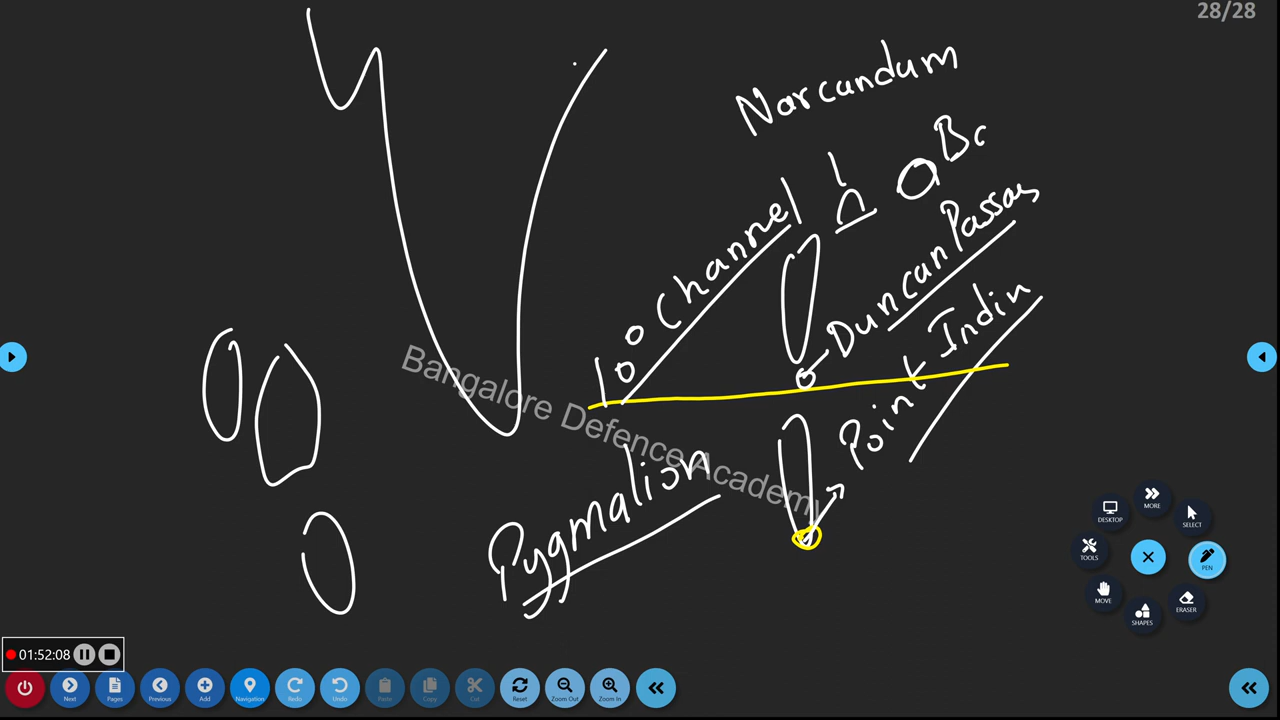 28/28
Narcundum
Bc
10° Channel
Duncan Passas
Point Indin
Pygmalion
Bangalore Defence Academy
DESKTOP
MORE
SELECT
TOOLS
PEN
MOVE
SHAPES
ERASER
01:52:08
Next
Pages
Previous
Add
Navigation
Redo
Undo
Paste
Copy
Cut
Reset
Zoom Out
Zoom In